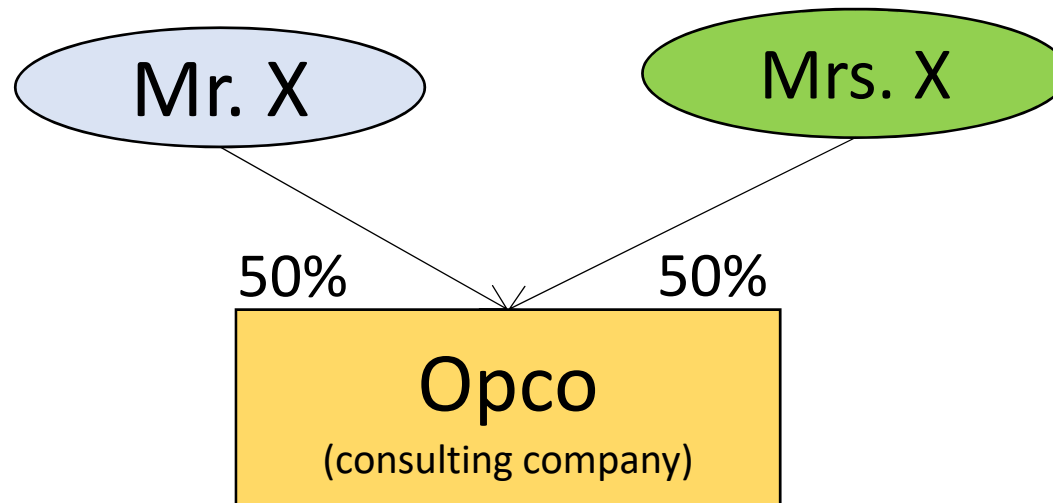 Mr. X
Mrs. X
50%
50%
Opco
(consulting company)